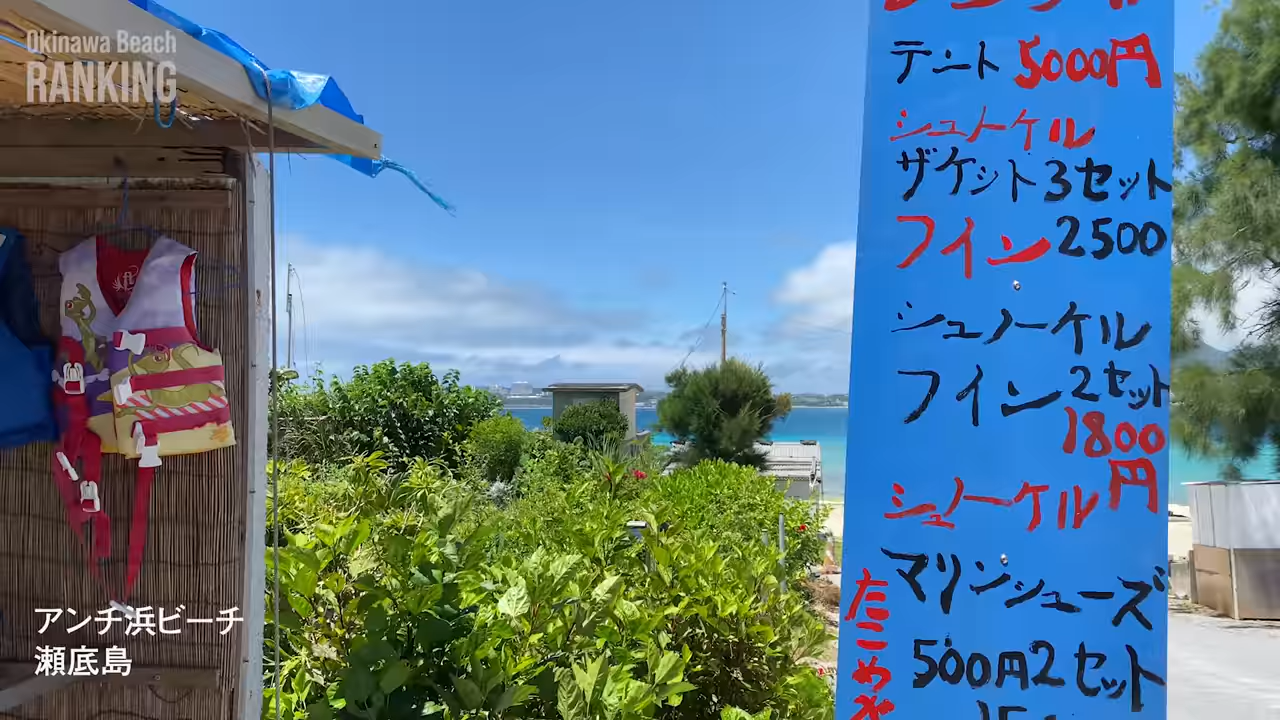 Okinawa Beach
RANKING
テント 5000円
シュノーケル
ザケット 3セット
フイン 2500
シュノーケル
フイン 2セット
1800
円
シュノーケル
マリンシューズ
500円2セット
アンチ浜ビーチ
瀬底島